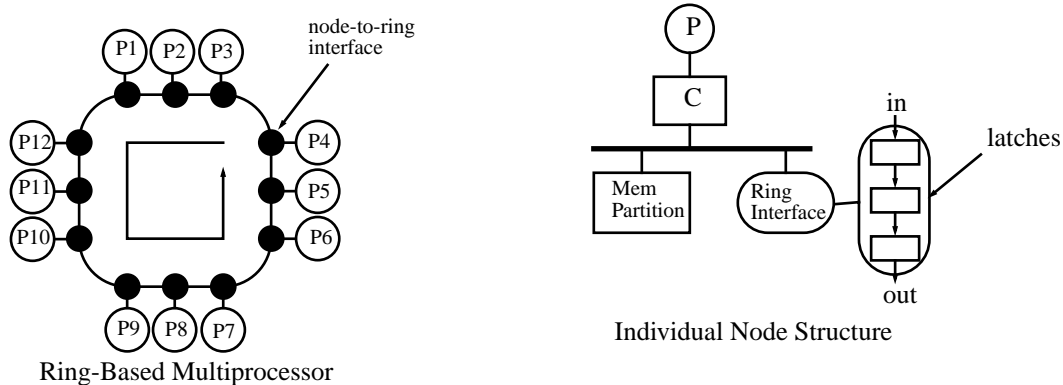 P1
P2
P3
node-to-ring
interface
P12
P4
P11
P5
P10
P6
P9
P8
P7
Ring-Based Multiprocessor
P
C
in
latches
Mem
Partition
Ring
Interface
out
Individual Node Structure